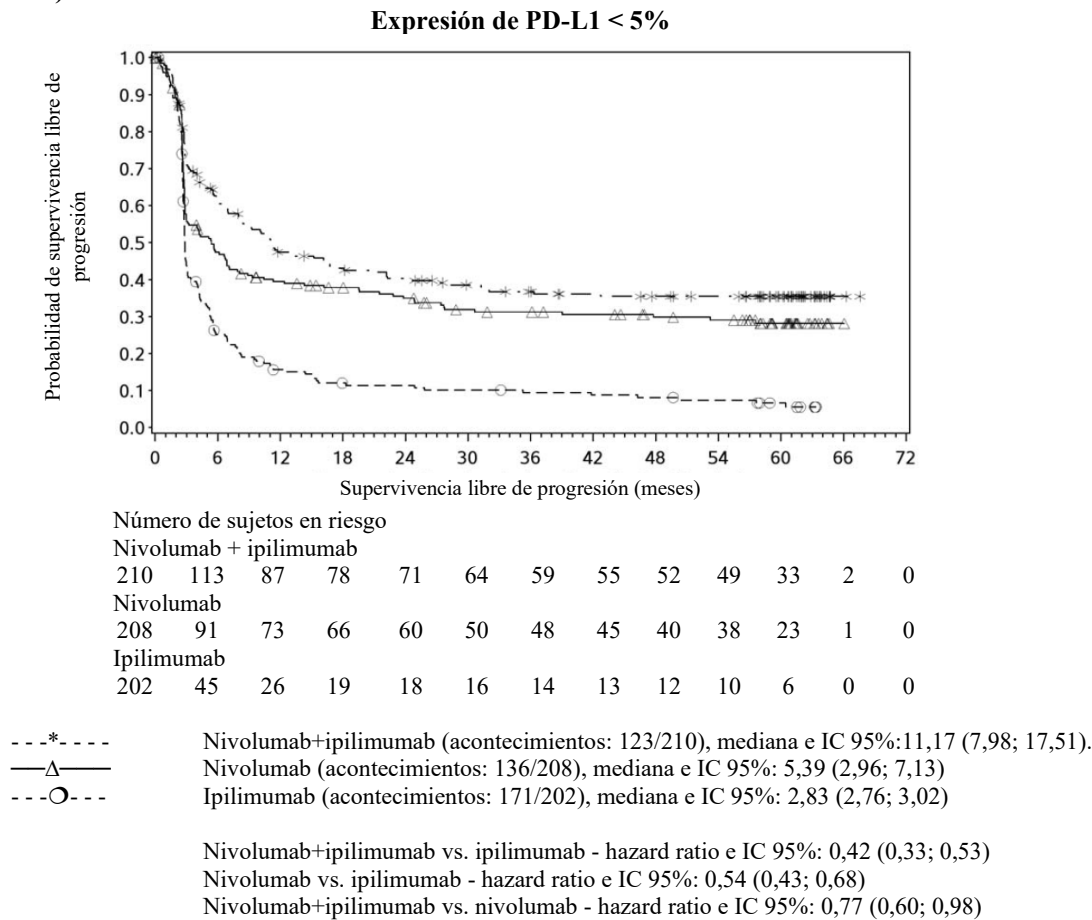 Expresión de PD-L1 < 5%
Probabilidad de supervivencia libre de
progresión
1.0
0.9
0.8
0.7
0.6
0.5
0.4
0.3
0.2
0.1
0.0
0 6 12 18 24 30 36 42 48 54 60 66 72
Supervivencia libre de progresión (meses)
Número de sujetos en riesgo
Nivolumab + ipilimumab
210 113 87 78 71 64 59 55 52 49 33 2 0
Nivolumab
208 91 73 66 60 50 48 45 40 38 23 1 0
Ipilimumab
202 45 26 19 18 16 14 13 12 10 6 0 0
- - -*- - - - Nivolumab+ipilimumab (acontecimientos: 123/210), mediana e IC 95%:11,17 (7,98; 17,51).
──Δ── Nivolumab (acontecimientos: 136/208), mediana e IC 95%: 5,39 (2,96; 7,13)
- - -❍- - - Ipilimumab (acontecimientos: 171/202), mediana e IC 95%: 2,83 (2,76; 3,02)
Nivolumab+ipilimumab vs. ipilimumab - hazard ratio e IC 95%: 0,42 (0,33; 0,53)
Nivolumab vs. ipilimumab - hazard ratio e IC 95%: 0,54 (0,43; 0,68)
Nivolumab+ipilimumab vs. nivolumab - hazard ratio e IC 95%: 0,77 (0,60; 0,98)